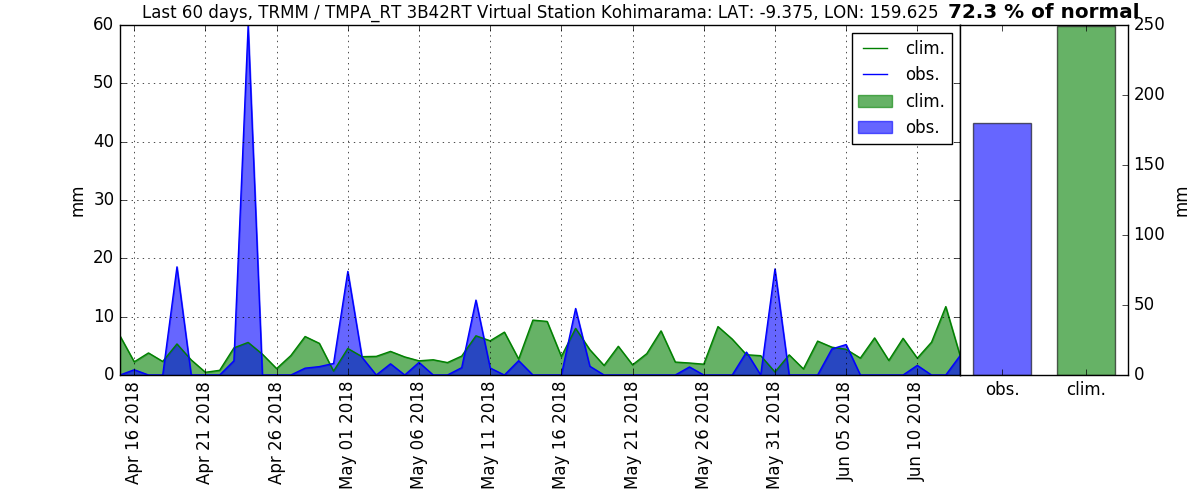 Last 60 days, TRMM / TMPA_RT 3B42RT Virtual Station Kohimarama: LAT: -9.375, LON: 159.625 72.3 % of normal
60
50
40
30
20
10
0
mm
clim.
obs.
clim.
obs.
Apr 16 2018
Apr 21 2018
Apr 26 2018
May 01 2018
May 06 2018
May 11 2018
May 16 2018
May 21 2018
May 26 2018
May 31 2018
Jun 05 2018
Jun 10 2018
250
200
150
100
50
0
mm
obs. clim.